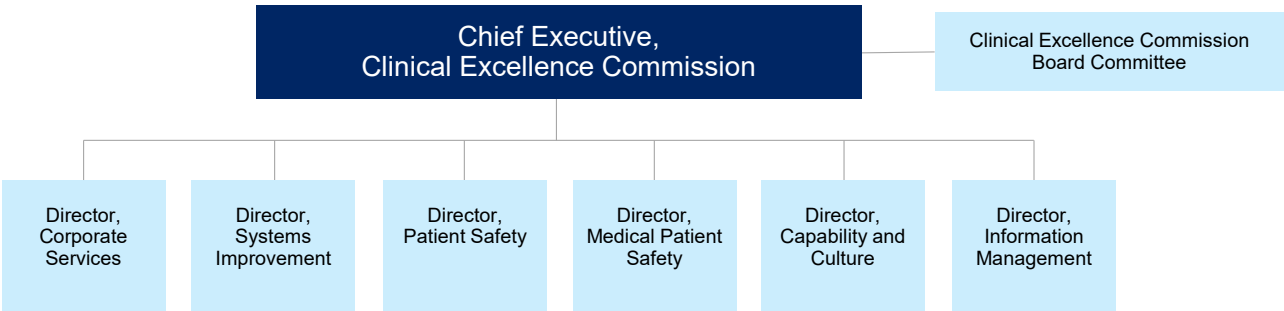 Chief Executive,
Clinical Excellence Commission
Clinical Excellence Commission
Board Committee
Director,
Corporate
Services
Director,
Systems
Improvement
Director,
Patient Safety
Director,
Medical Patient
Safety
Director,
Capability and
Culture
Director,
Information
Management